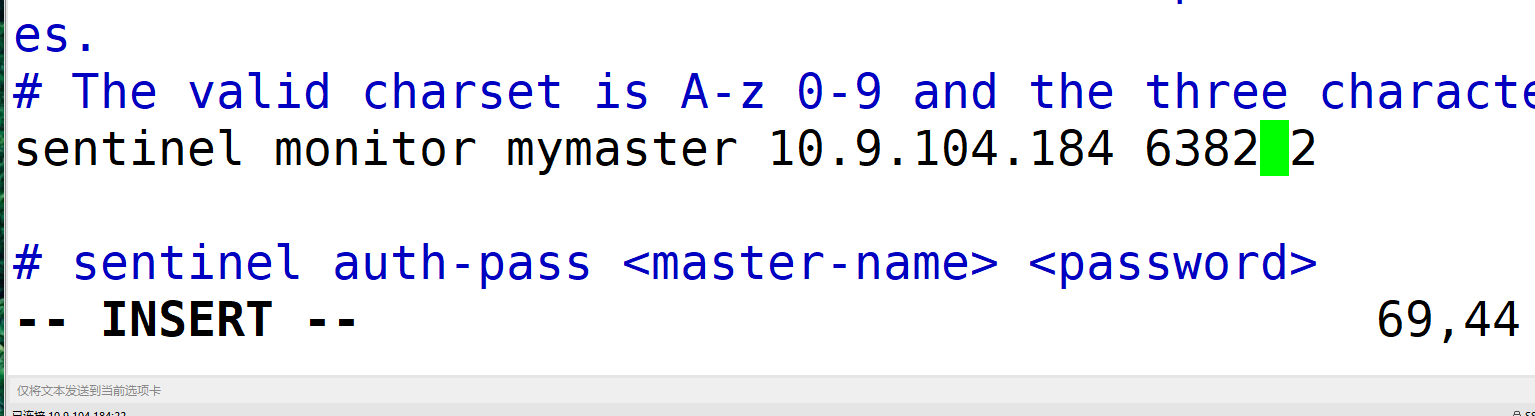 es.
# The valid charset is A-z 0-9 and the three characte
sentinel monitor mymaster 10.9.104.184 6382 2
# sentinel auth-pass <master-name> <password>
-- INSERT -- 69,44
仅将文本发送到当前选项卡
已连接 10.9.104.184:22